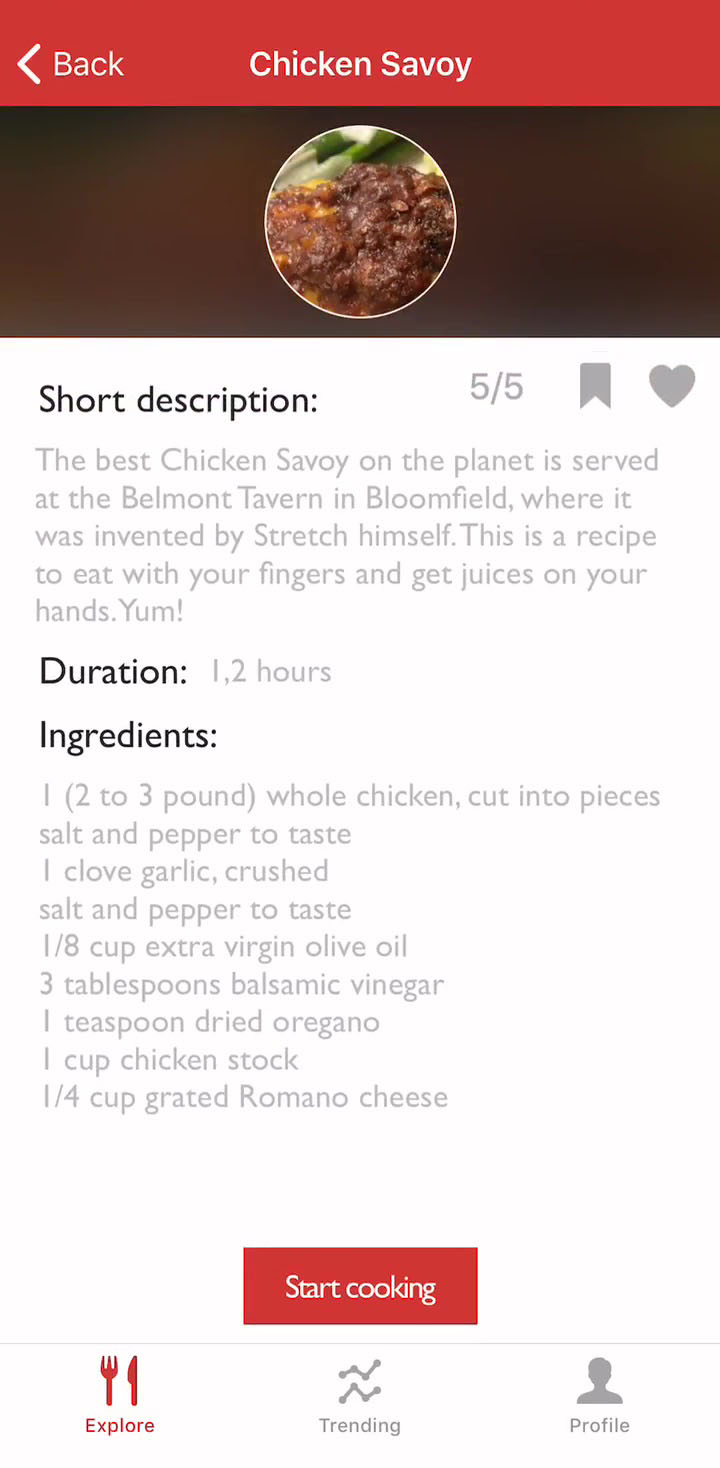 Back
Chicken Savoy
Short description:
5/5
The best Chicken Savoy on the planet is served
at the Belmont Tavern in Bloomfield, where it
was invented by Stretch himself. This is a recipe
to eat with your fingers and get juices on your
hands. Yum!
Duration: 1,2 hours
Ingredients:
1 (2 to 3 pound) whole chicken, cut into pieces
salt and pepper to taste
1 clove garlic, crushed
salt and pepper to taste
1/8 cup extra virgin olive oil
3 tablespoons balsamic vinegar
1 teaspoon dried oregano
1 cup chicken stock
1/4 cup grated Romano cheese
Start cooking
Explore
Trending
Profile